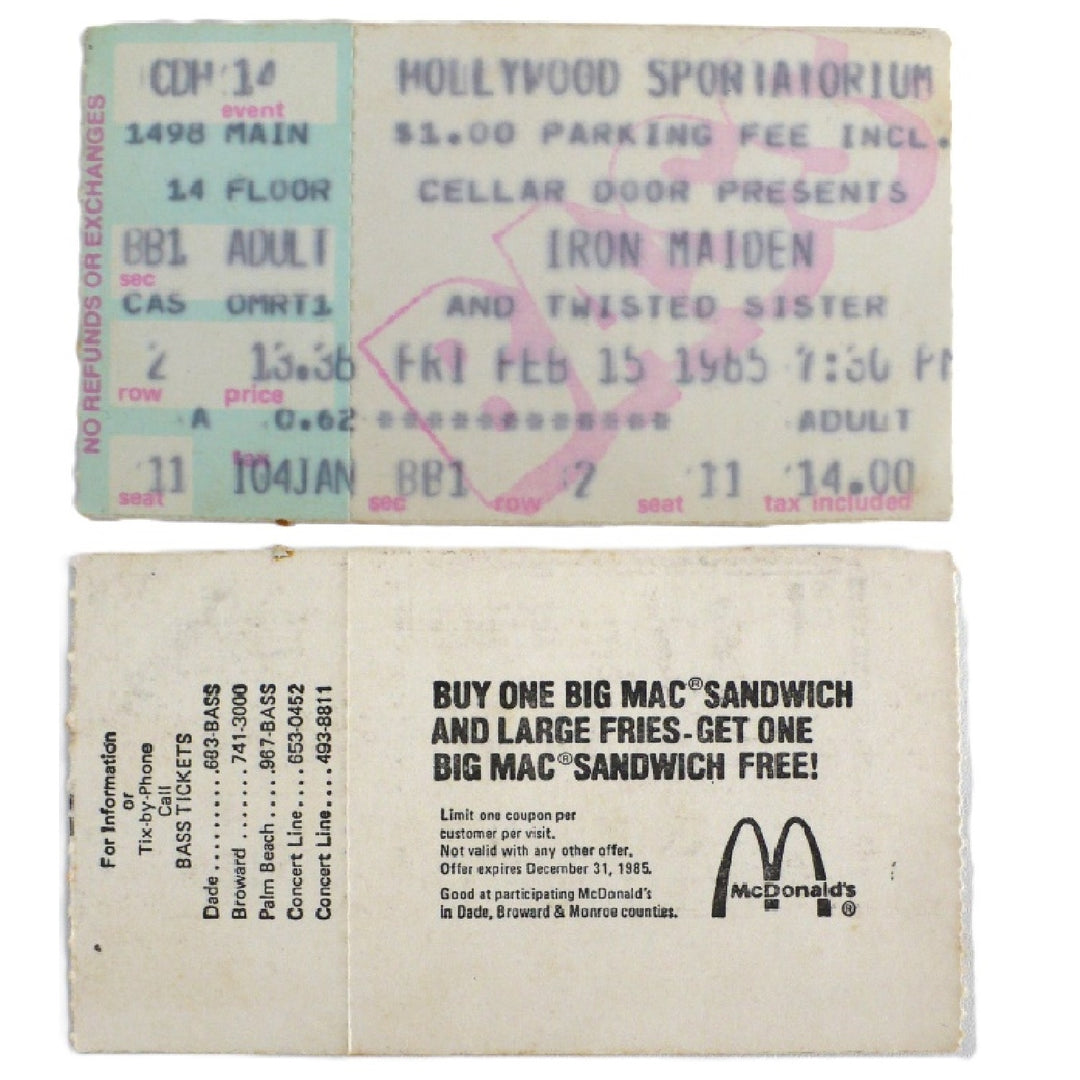 CDH 14
event
HOLLYWOOD SPORTATORIUM
1498 MAIN
$1.00 PARKING FEE INCL.
14 FLOOR
CELLAR DOOR PRESENTS
BB1 ADULT
sec
IRON MAIDEN
CAS OMRT1
AND TWISTED SISTER
2 13.38
row price
FRI FEB 15 1985 7:30 PM
A 0.62
tax
************ ADULT
11 104JAN
seat
BB1 2 11 14.00
sec row seat tax included
NO REFUNDS OR EXCHANGES
BASS
For Information
or
Tix-by-Phone
Call
BASS TICKETS
Dade ..........683-BASS
Broward .......741-3000
Palm Beach ....967-BASS
Concert Line....653-0452
Concert Line....493-8811
BUY ONE BIG MAC® SANDWICH
AND LARGE FRIES-GET ONE
BIG MAC® SANDWICH FREE!
Limit one coupon per
customer per visit.
Not valid with any other offer.
Offer expires December 31, 1985.
Good at participating McDonald's
In Dade, Broward & Monroe counties.
McDonald's
®